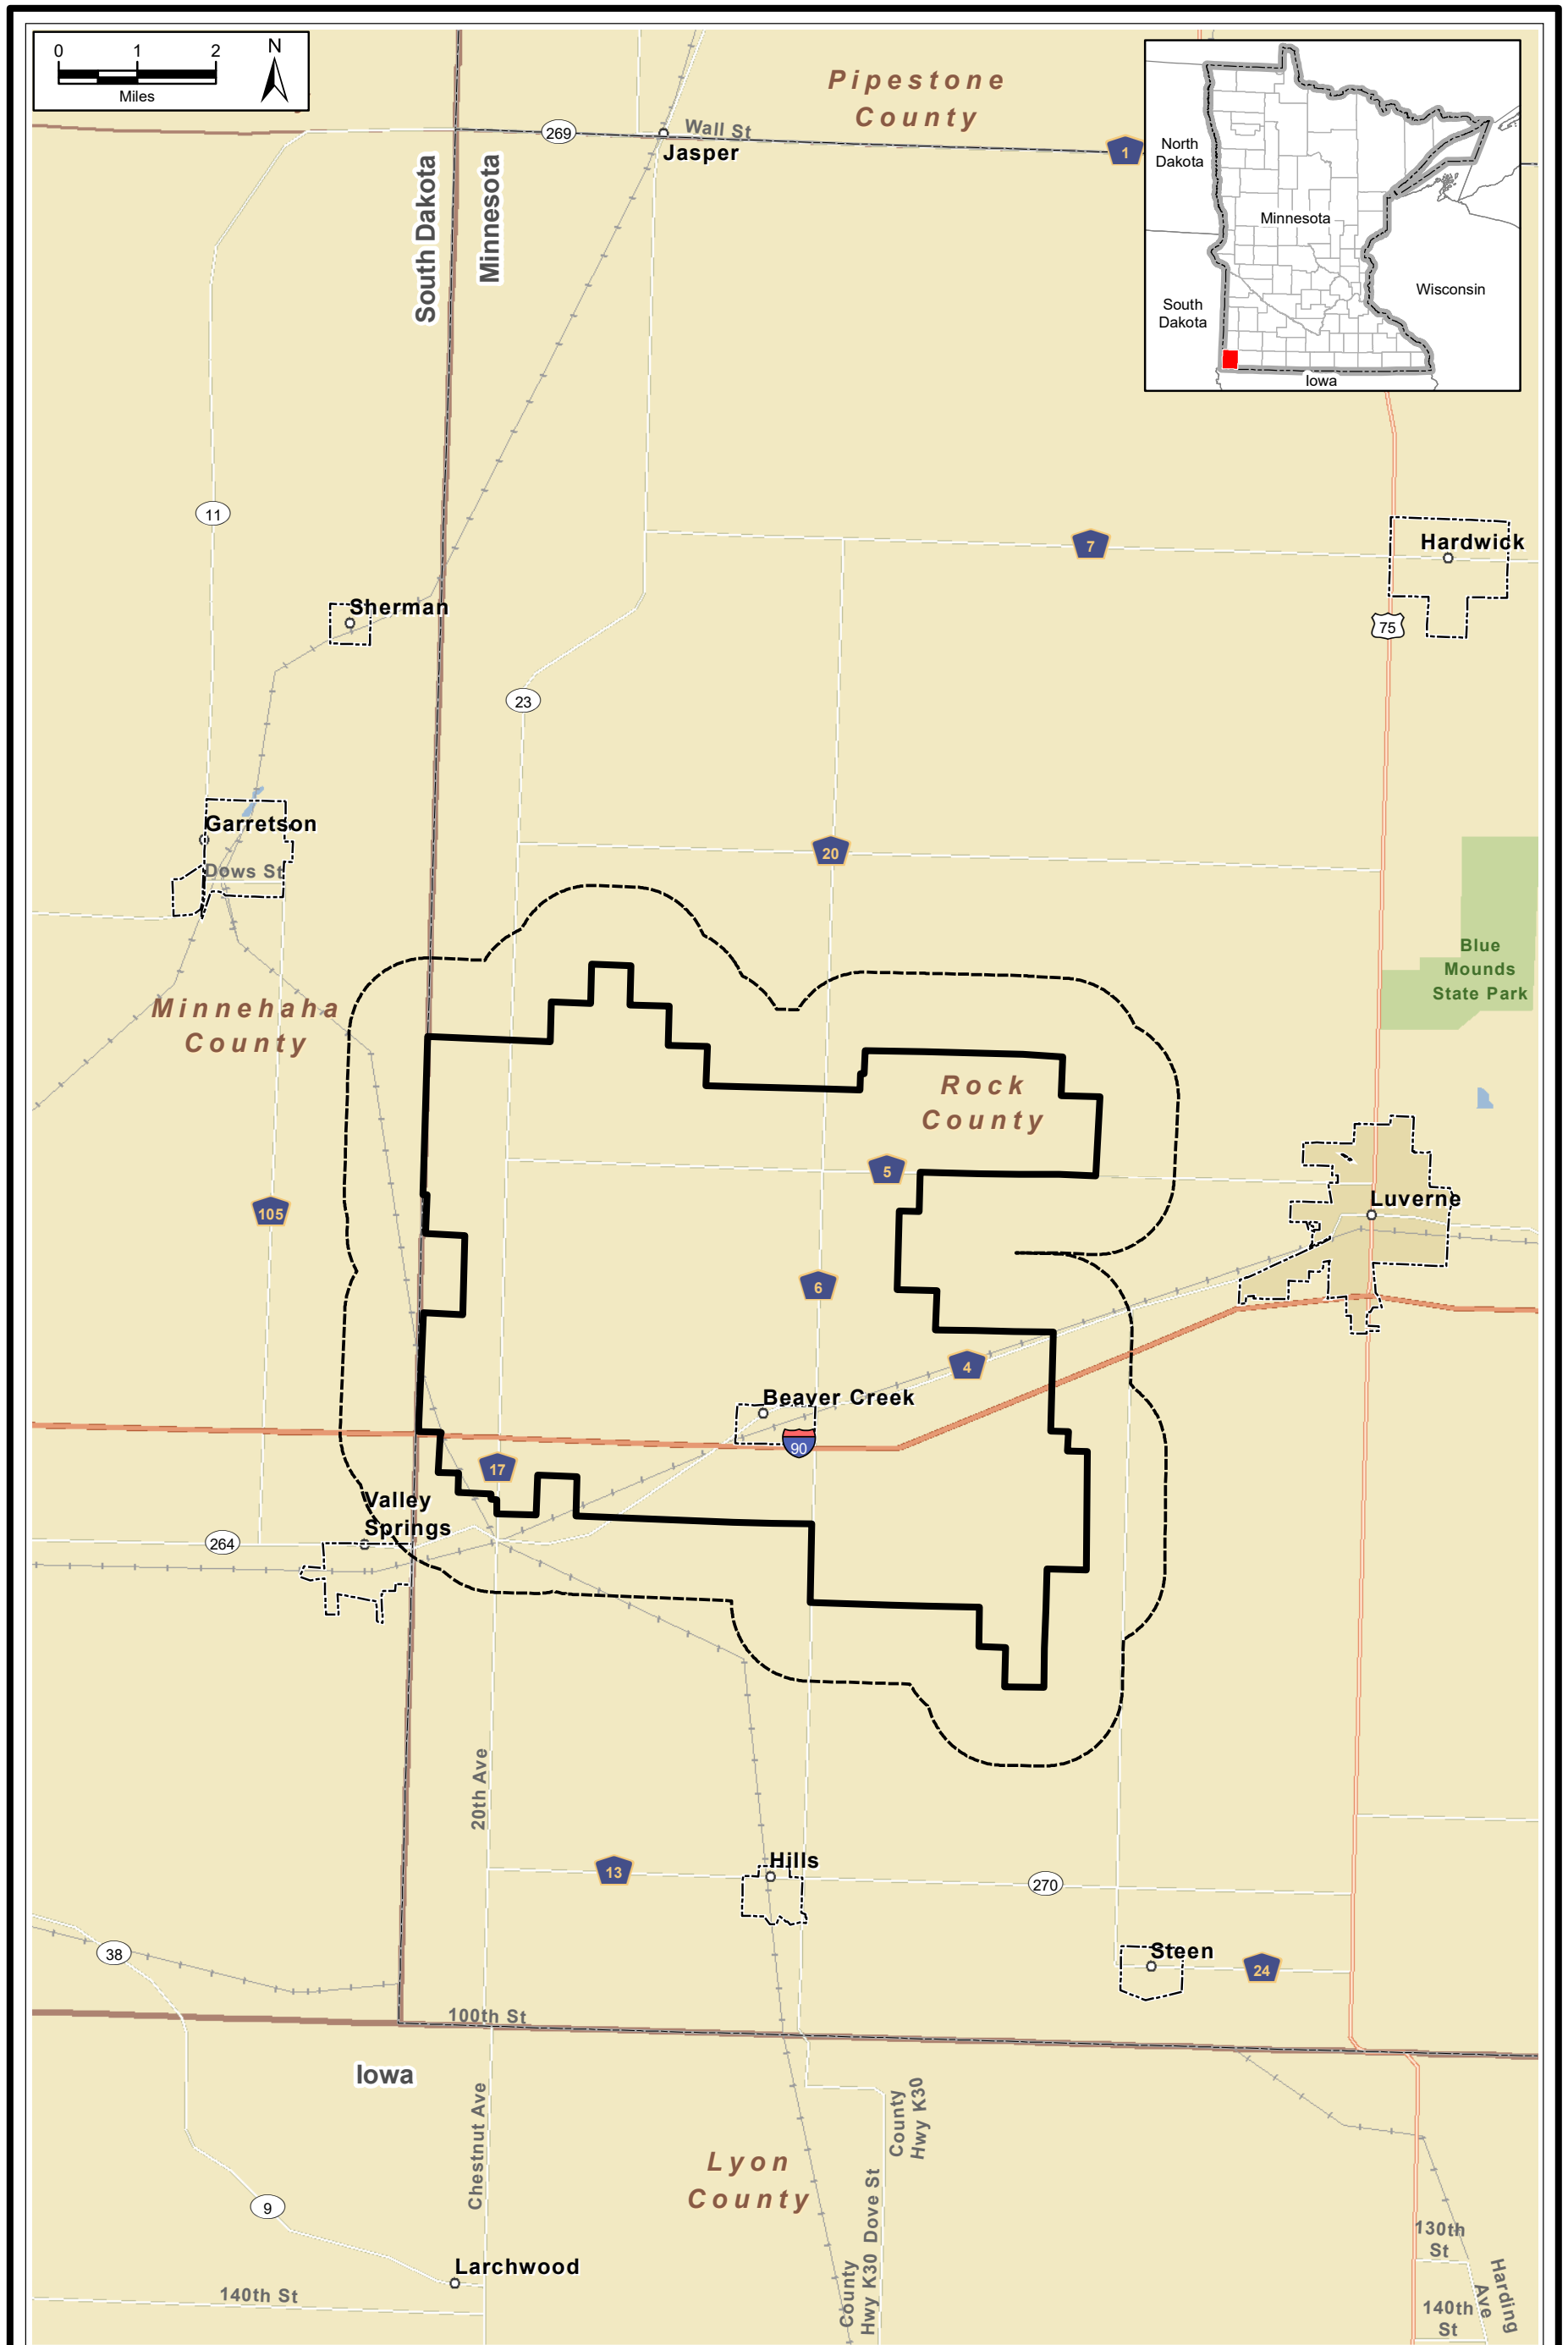 0 1 2
Miles
N
Pipestone
County
269
Wall St
Jasper
1
South Dakota
Minnesota
North
Dakota
Minnesota
Wisconsin
South
Dakota
Iowa
11
7
Hardwick
Sherman
75
23
Garretson
Dows St
20
Blue
Mounds
State Park
Minnehaha
County
Rock
County
5
105
Luverne
6
4
Beaver Creek
90
17
Valley
Springs
264
20th Ave
13
Hills
270
Steen
24
38
100th St
Iowa
Chestnut Ave
County
Hwy K30
Lyon
County
9
Dove St
County
Hwy K30
130th
St
Larchwood
140th St
Harding
Ave
140th
St